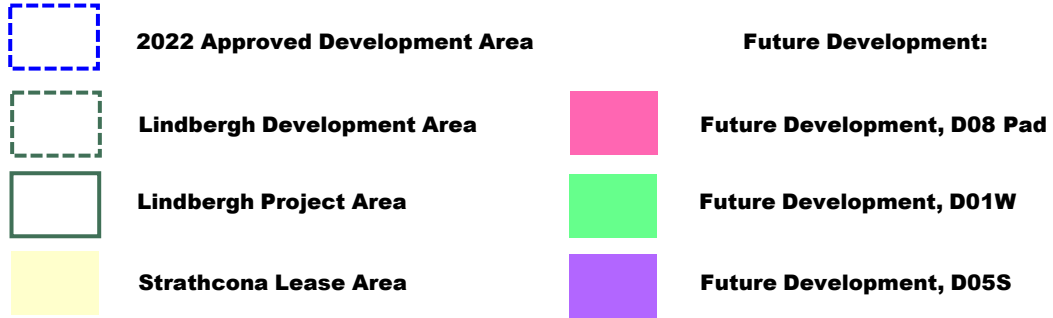 2022 Approved Development Area
Lindbergh Development Area
Lindbergh Project Area
Strathcona Lease Area
Future Development:
Future Development, D08 Pad
Future Development, D01W
Future Development, D05S